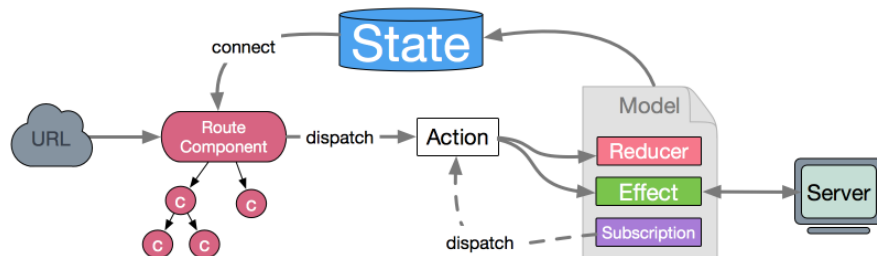 State
connect
Model
URL
Route
Component
dispatch
Action
Reducer
Effect
Server
Subscription
dispatch
C
C
C
C